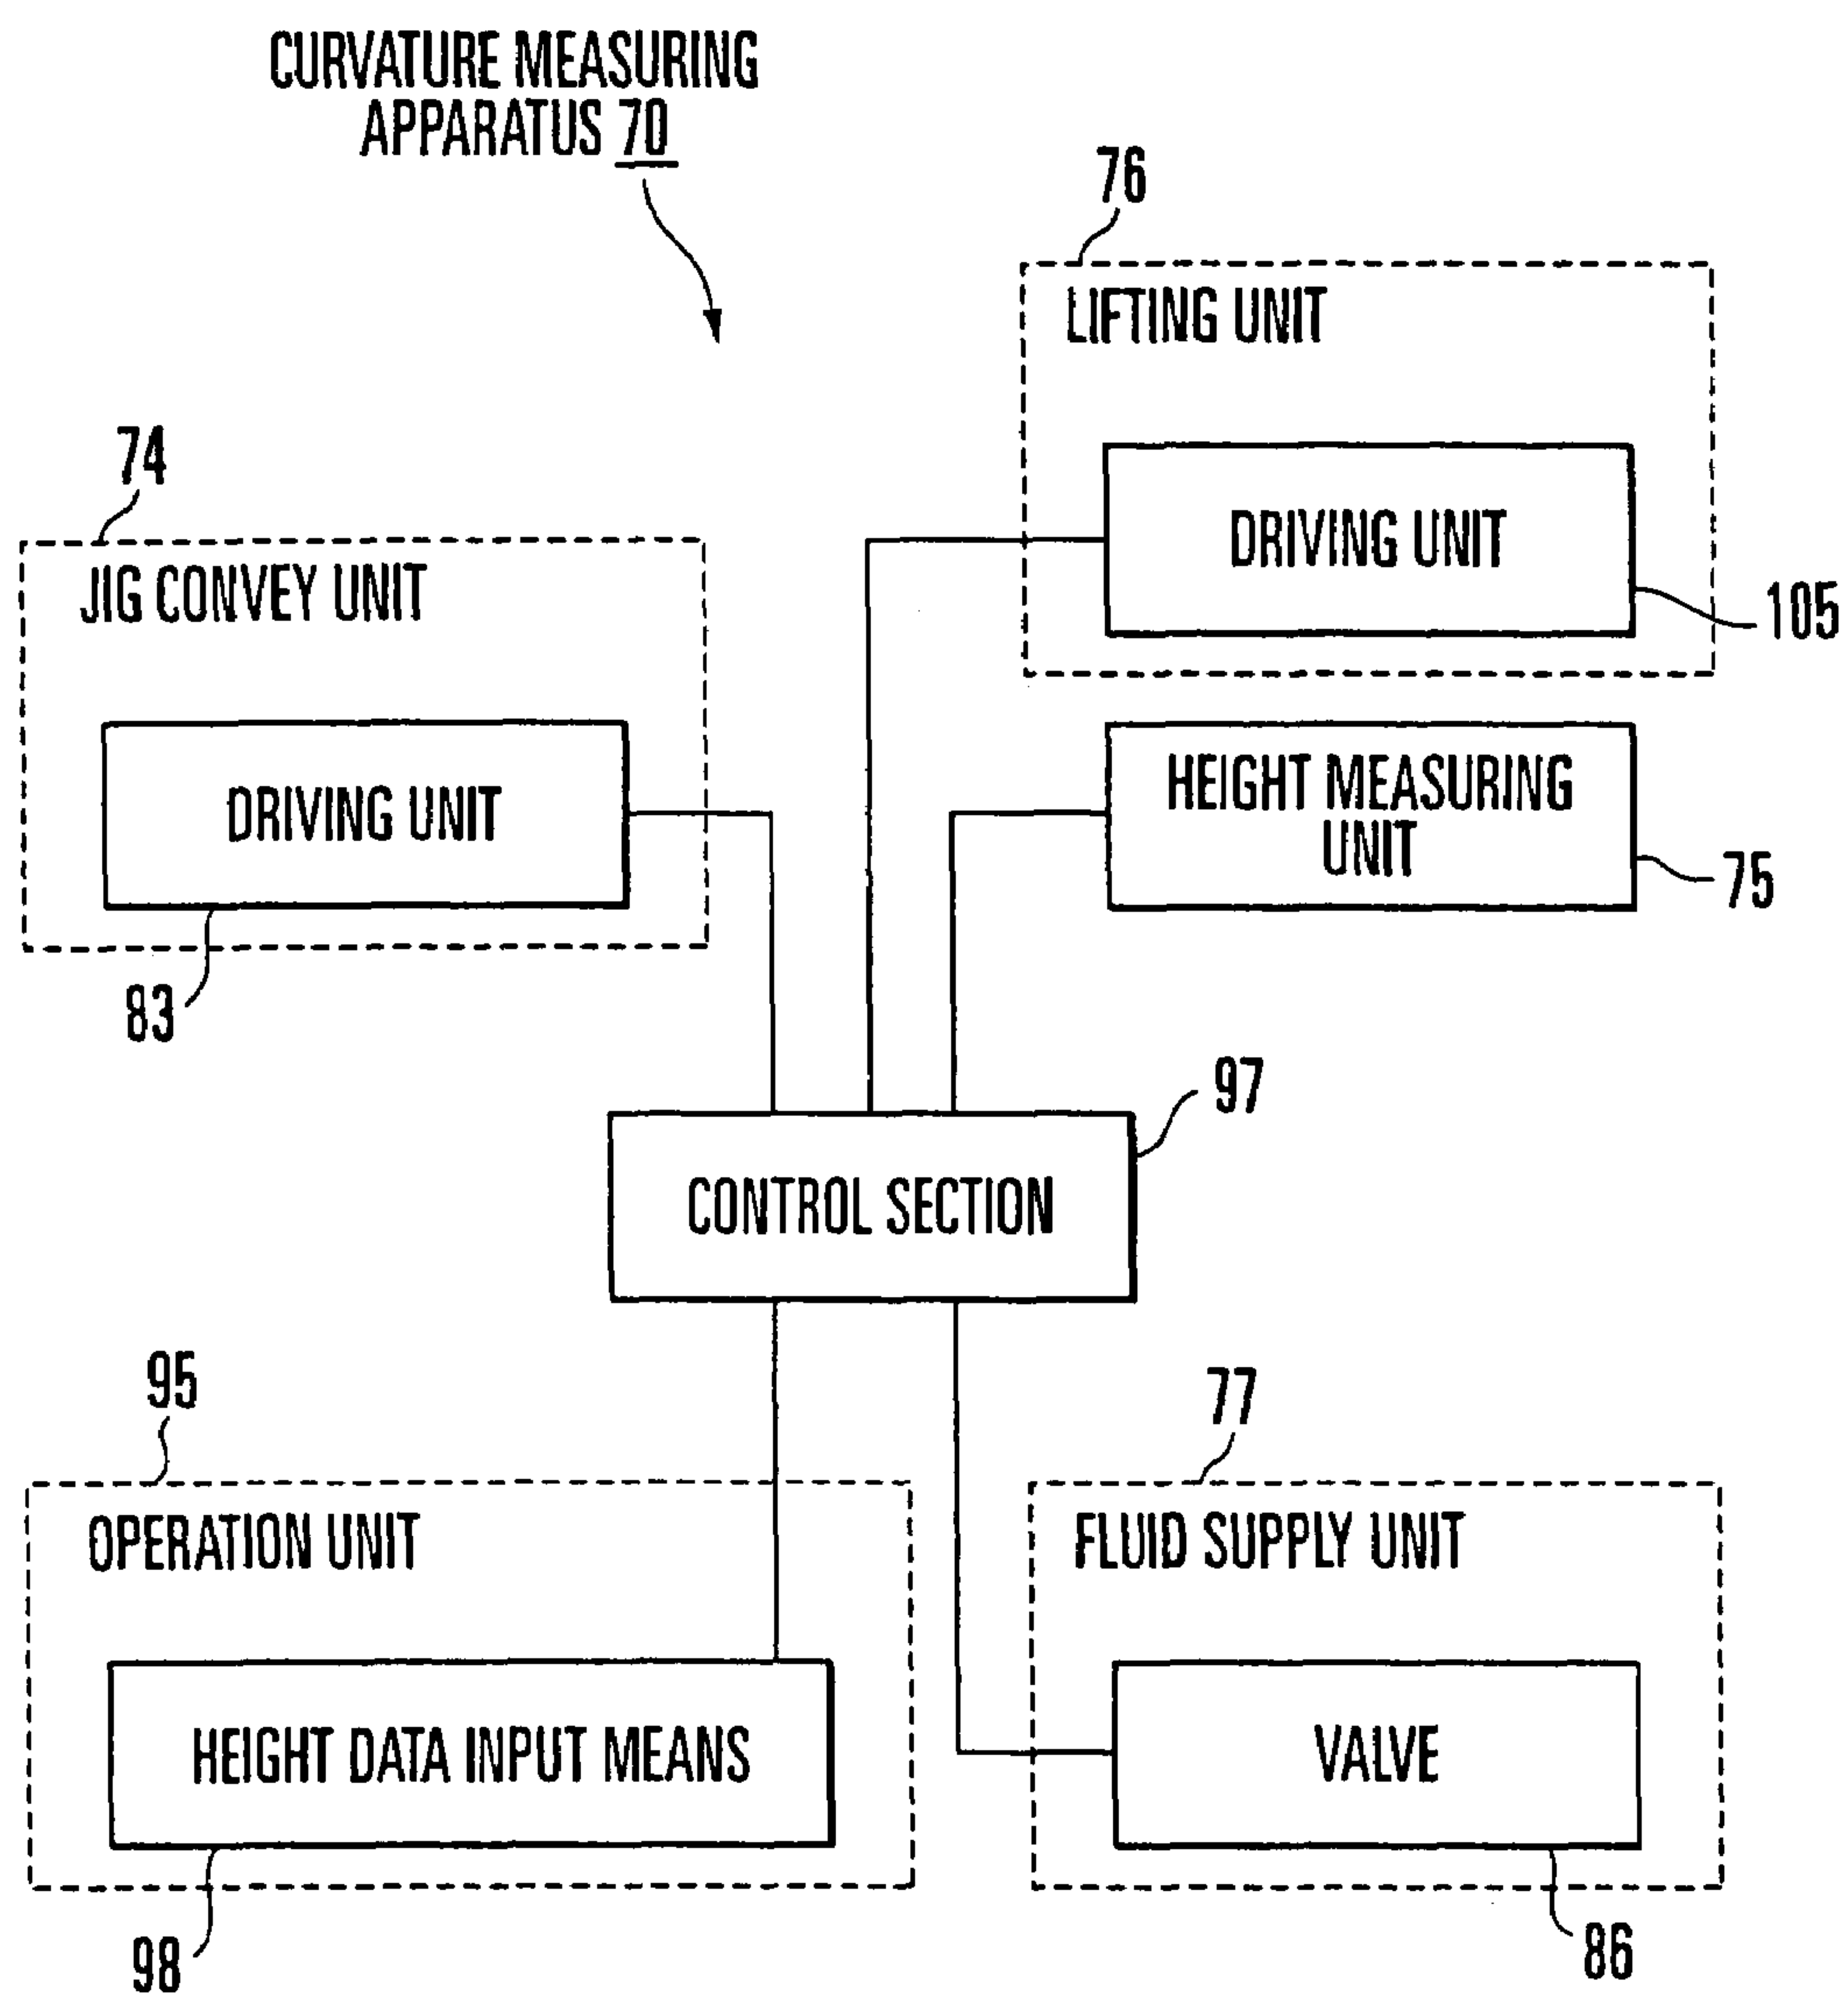 CURVATURE MEASURING
APPARATUS 70
76
LIFTING UNIT
DRIVING UNIT
105
74
JIG CONVEY UNIT
DRIVING UNIT
83
HEIGHT MEASURING
UNIT
75
97
CONTROL SECTION
95
OPERATION UNIT
HEIGHT DATA INPUT MEANS
98
77
FLUID SUPPLY UNIT
VALVE
86